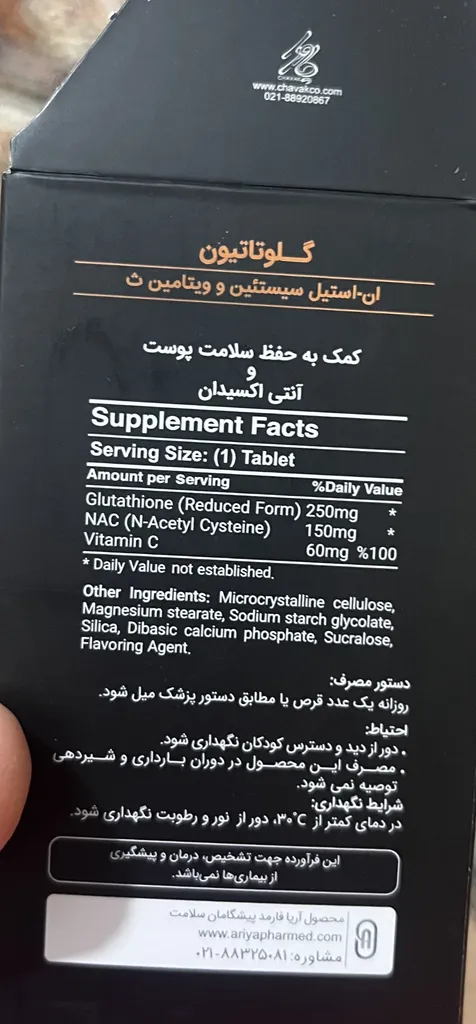 CHAVAK
www.chavakco.com
021-88920867
گلوتاتیون
ان-استیل سیستئین و ویتامین ث
کمک به حفظ سلامت پوست
و
آنتی اکسیدان
Supplement Facts
Serving Size: (1) Tablet
Amount per Serving %Daily Value
Glutathione (Reduced Form) 250mg *
NAC (N-Acetyl Cysteine) 150mg *
Vitamin C 60mg %100
* Daily Value not established.
Other Ingredients: Microcrystalline cellulose,
Magnesium stearate, Sodium starch glycolate,
Silica, Dibasic calcium phosphate, Sucralose,
Flavoring Agent.
دستور مصرف:
روزانه یک عدد قرص یا مطابق دستور پزشک میل شود.
احتیاط:
• دور از دید و دسترس کودکان نگهداری شود.
• مصرف این محصول در دوران بارداری و شیردهی
توصیه نمی شود.
شرایط نگهداری:
در دمای کمتر از ۳۰°C، دور از نور و رطوبت نگهداری شود.
این فرآورده جهت تشخیص، درمان و پیشگیری
از بیماری‌ها نمی‌باشد.
محصول آریا فارمد پیشگامان سلامت
www.ariyapharmed.com
مشاوره: ۰۲۱-۸۸۳۲۵۰۸۱